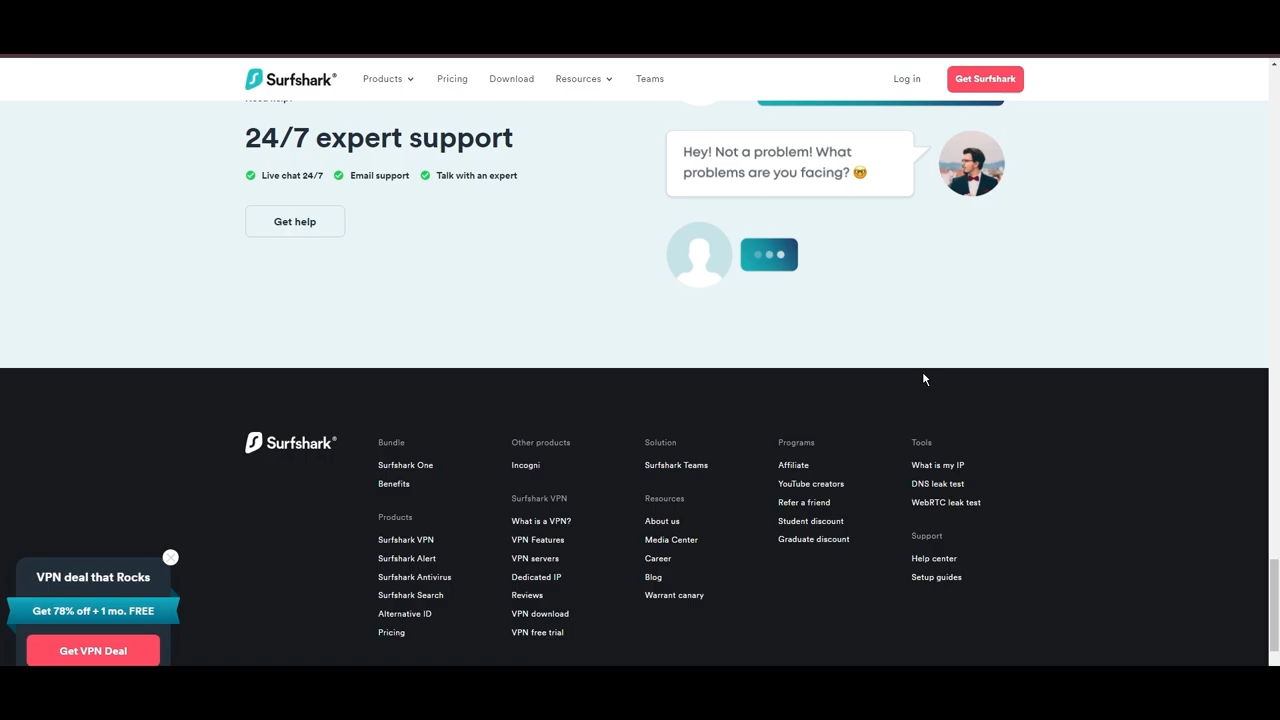 Surfshark®
Products
Pricing
Download
Resources
Teams
Log in
Get Surfshark
Need help?
24/7 expert support
Live chat 24/7
Email support
Talk with an expert
Get help
Hey! Not a problem! What
problems are you facing? 🤓
Surfshark®
Bundle
Surfshark One
Benefits
Products
Surfshark VPN
Surfshark Alert
Surfshark Antivirus
Surfshark Search
Alternative ID
Pricing
Other products
Incogni
Surfshark VPN
What is a VPN?
VPN Features
VPN servers
Dedicated IP
Reviews
VPN download
VPN free trial
Solution
Surfshark Teams
Resources
About us
Media Center
Career
Blog
Warrant canary
Programs
Affiliate
YouTube creators
Refer a friend
Student discount
Graduate discount
Tools
What is my IP
DNS leak test
WebRTC leak test
Support
Help center
Setup guides
VPN deal that Rocks
Get 78% off + 1 mo. FREE
Get VPN Deal